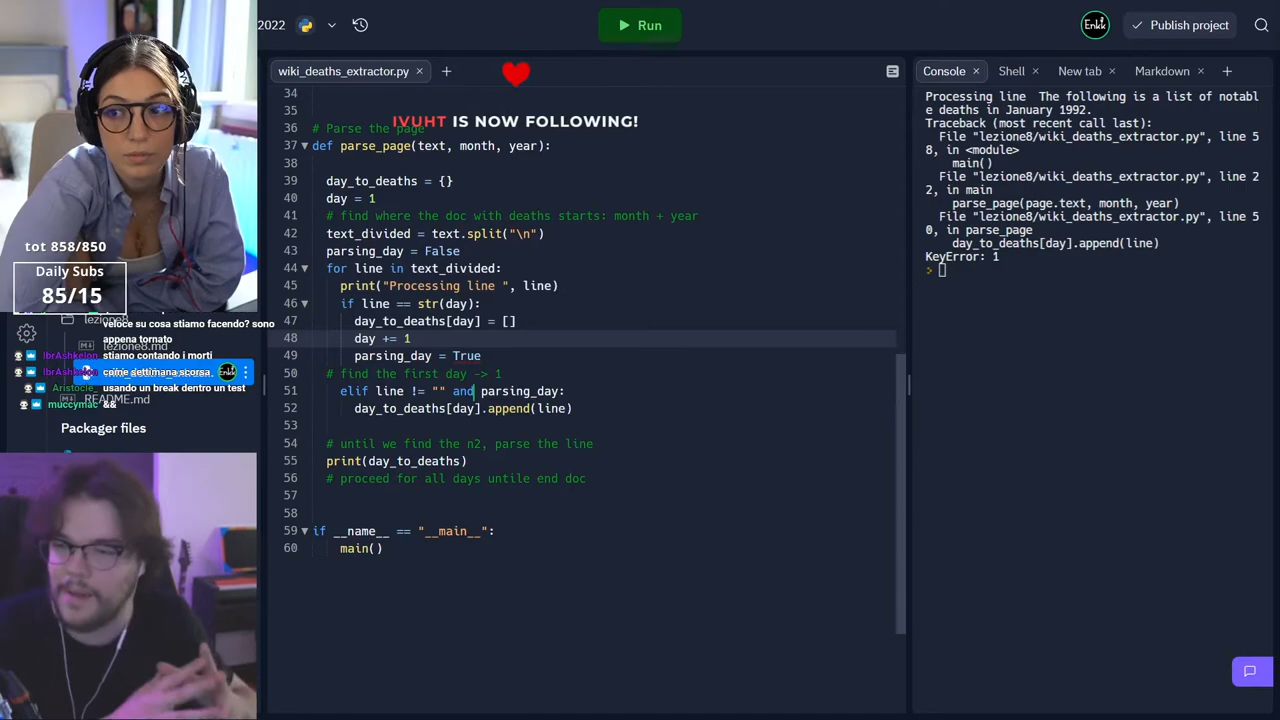 2022
Run
Enkk
Publish project
wiki_deaths_extractor.py
IVUHT IS NOW FOLLOWING!
34
35
36 # Parse the page
37 def parse_page(text, month, year):
38
39 day_to_deaths = {}
40 day = 1
41 # find where the doc with deaths starts: month + year
42 text_divided = text.split("\n")
43 parsing_day = False
44 for line in text_divided:
45 print("Processing line ", line)
46 if line == str(day):
47 day_to_deaths[day] = []
48 day += 1
49 parsing_day = True
50 # find the first day -> 1
51 elif line != "" and parsing_day:
52 day_to_deaths[day].append(line)
53
54 # until we find the n2, parse the line
55 print(day_to_deaths)
56 # proceed for all days untile end doc
57
58
59 if __name__ == "__main__":
60 main()
Console
Shell
New tab
Markdown
Processing line  The following is a list of notabl
e deaths in January 1992.
Traceback (most recent call last):
File "lezione8/wiki_deaths_extractor.py", line 5
8, in <module>
main()
File "lezione8/wiki_deaths_extractor.py", line 2
2, in main
parse_page(page.text, month, year)
File "lezione8/wiki_deaths_extractor.py", line 5
0, in parse_page
day_to_deaths[day].append(line)
KeyError: 1
tot 858/850
Daily Subs
85/15
lezione8
veloce su cosa stiamo facendo? sono
appena tornato
lezione8.md
IbrAshkelon stiamo contando i morti
IbrAshkelon come dettimana scorsa
Enkk
Aristocle_ usando un break dentro un test
README.md
muccymac &&
Packager files